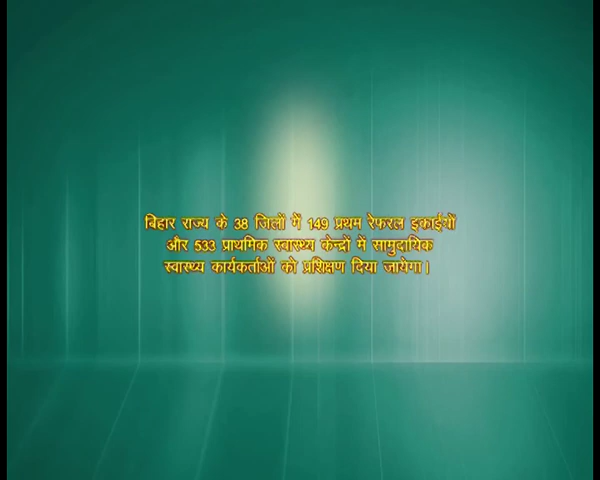 बिहार राज्य के 38 जिलों में 149 प्रथम रेफरल इकाईयों
और 533 प्राथमिक स्वास्थ्य केन्द्रों में सामुदायिक
स्वास्थ्य कार्यकर्ताओं को प्रशिक्षण दिया जायेगा।